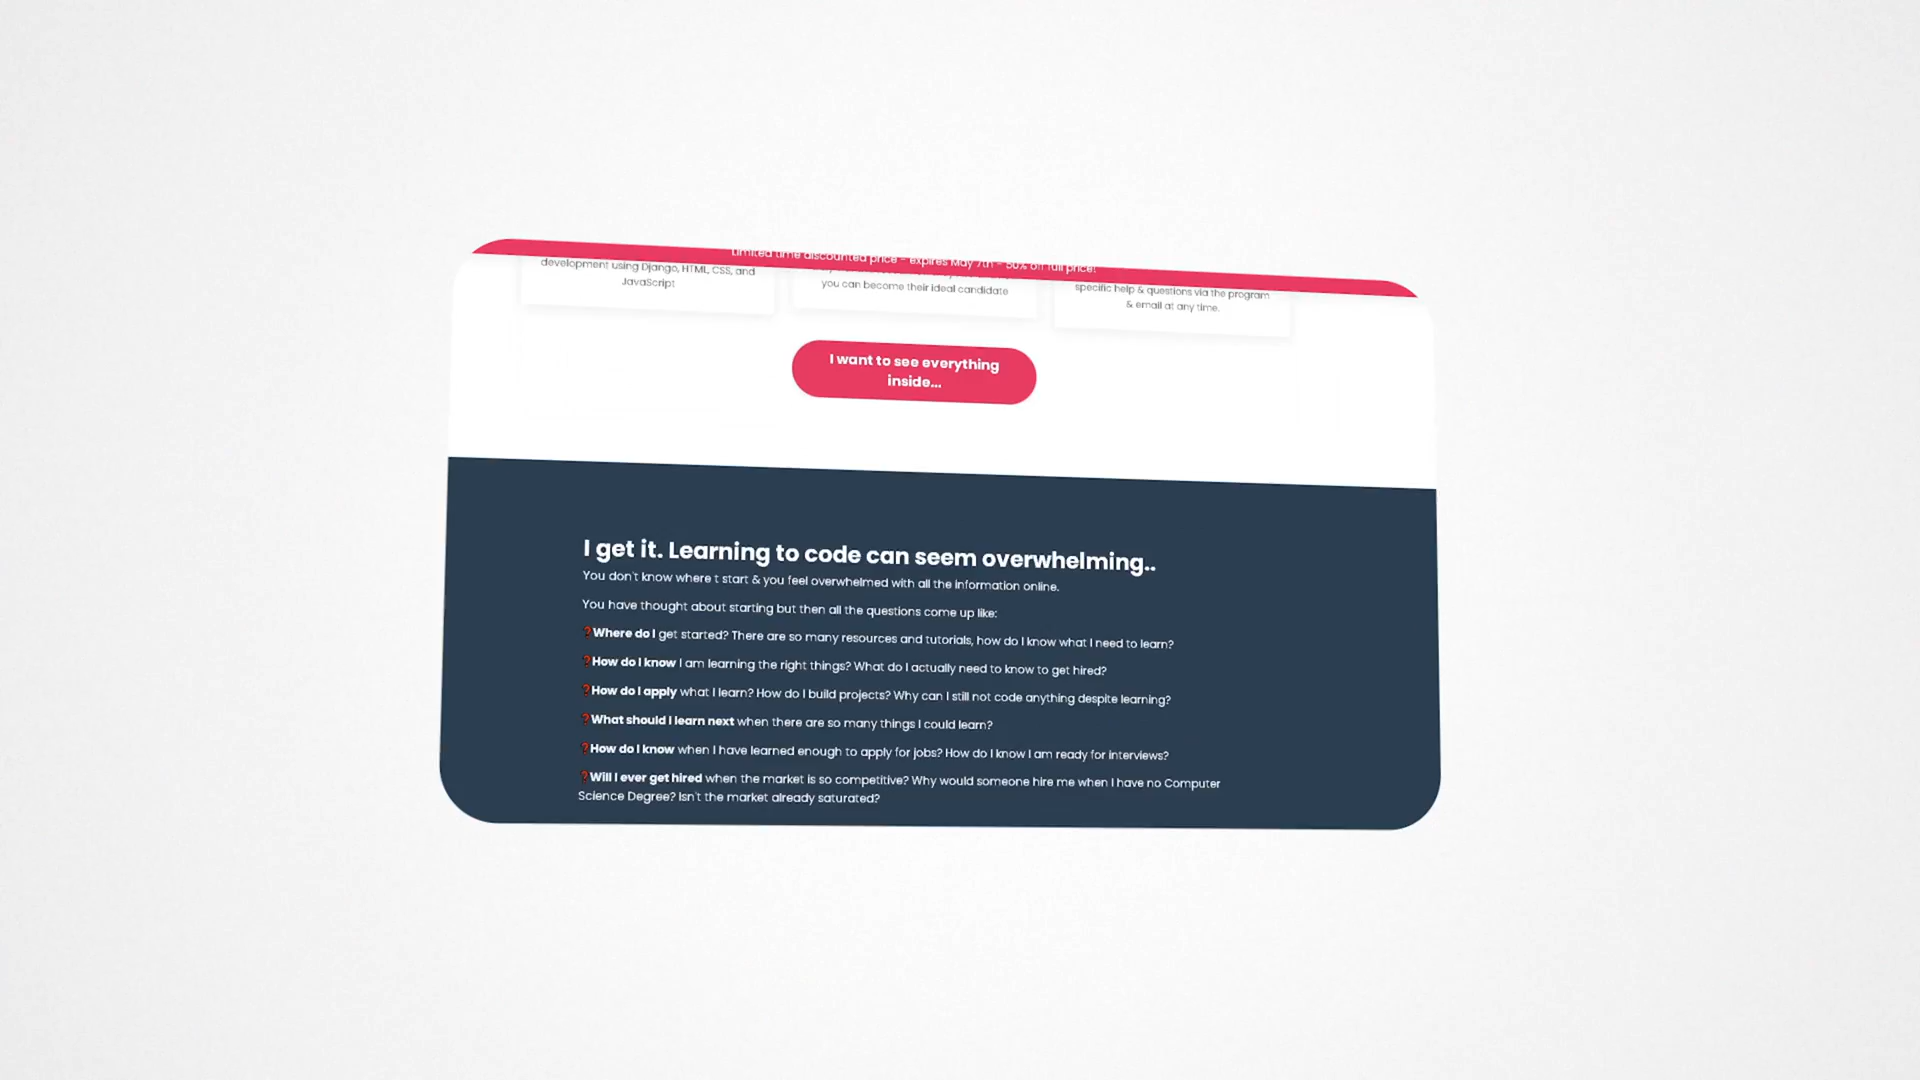 Limited time discounted price - expires May 7th - 50% off full price!
development using Django, HTML, CSS, and
JavaScript
you can become their ideal candidate
specific help & questions via the program
& email at any time.
I want to see everything
inside...
I get it. Learning to code can seem overwhelming..
You don't know where t start & you feel overwhelmed with all the information online.
You have thought about starting but then all the questions come up like:
❓Where do I get started? There are so many resources and tutorials, how do I know what I need to learn?
❓How do I know I am learning the right things? What do I actually need to know to get hired?
❓How do I apply what I learn? How do I build projects? Why can I still not code anything despite learning?
❓What should I learn next when there are so many things I could learn?
❓How do I know when I have learned enough to apply for jobs? How do I know I am ready for interviews?
❓Will I ever get hired when the market is so competitive? Why would someone hire me when I have no Computer
Science Degree? Isn't the market already saturated?